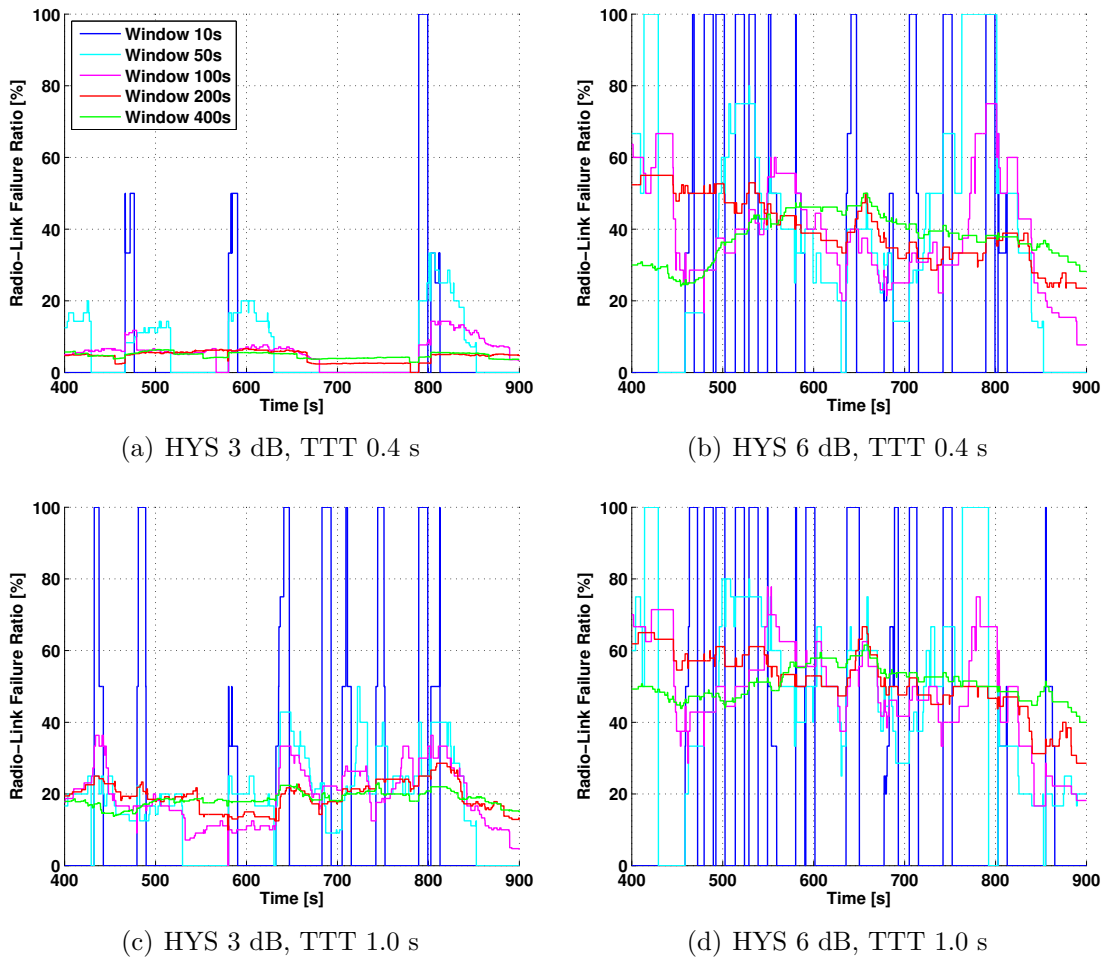 100
80
60
40
20
0
Radio−Link Failure Ratio [%]
Window 10s
Window 50s
Window 100s
Window 200s
Window 400s
400 500 600 700 800 900
Time [s]
(a) HYS 3 dB, TTT 0.4 s
100
80
60
40
20
0
Radio−Link Failure Ratio [%]
400 500 600 700 800 900
Time [s]
(b) HYS 6 dB, TTT 0.4 s
100
80
60
40
20
0
Radio−Link Failure Ratio [%]
400 500 600 700 800 900
Time [s]
(c) HYS 3 dB, TTT 1.0 s
100
80
60
40
20
0
Radio−Link Failure Ratio [%]
400 500 600 700 800 900
Time [s]
(d) HYS 6 dB, TTT 1.0 s